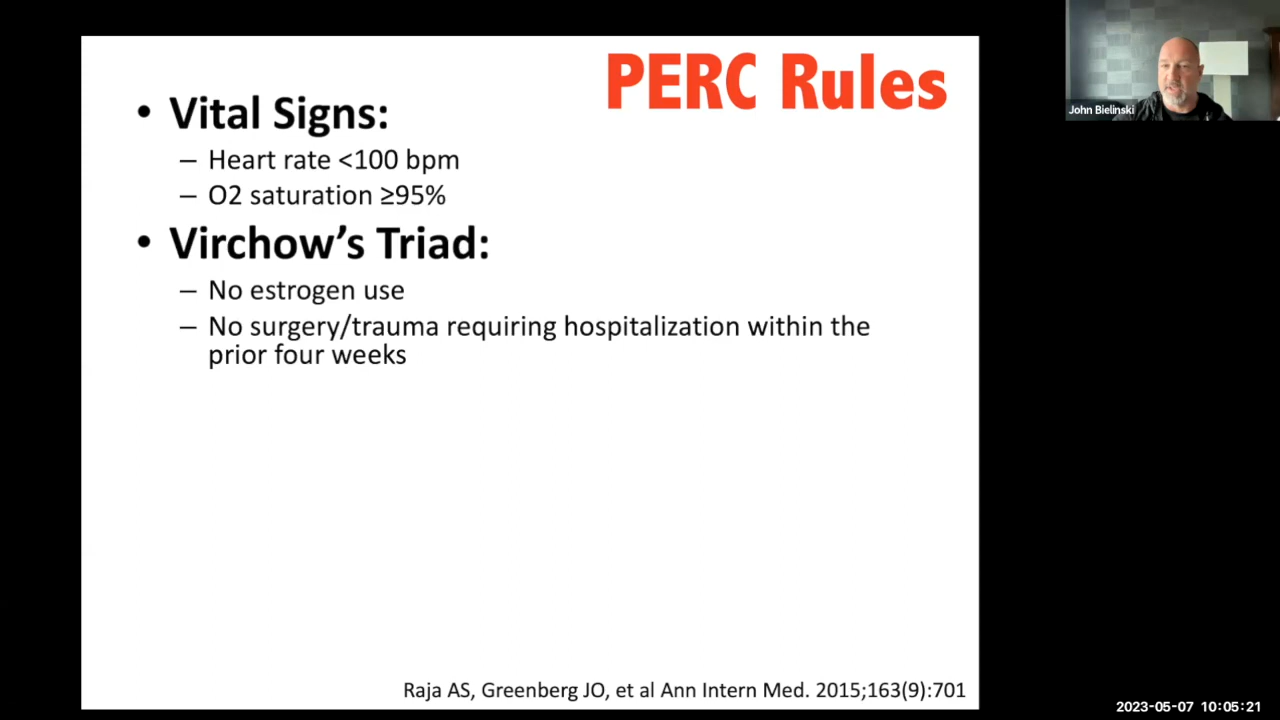 PERC Rules
• Vital Signs:
– Heart rate <100 bpm
– O2 saturation ≥95%
• Virchow’s Triad:
– No estrogen use
– No surgery/trauma requiring hospitalization within the
prior four weeks
Raja AS, Greenberg JO, et al Ann Intern Med. 2015;163(9):701
John Bielinski
2023-05-07 10:05:21